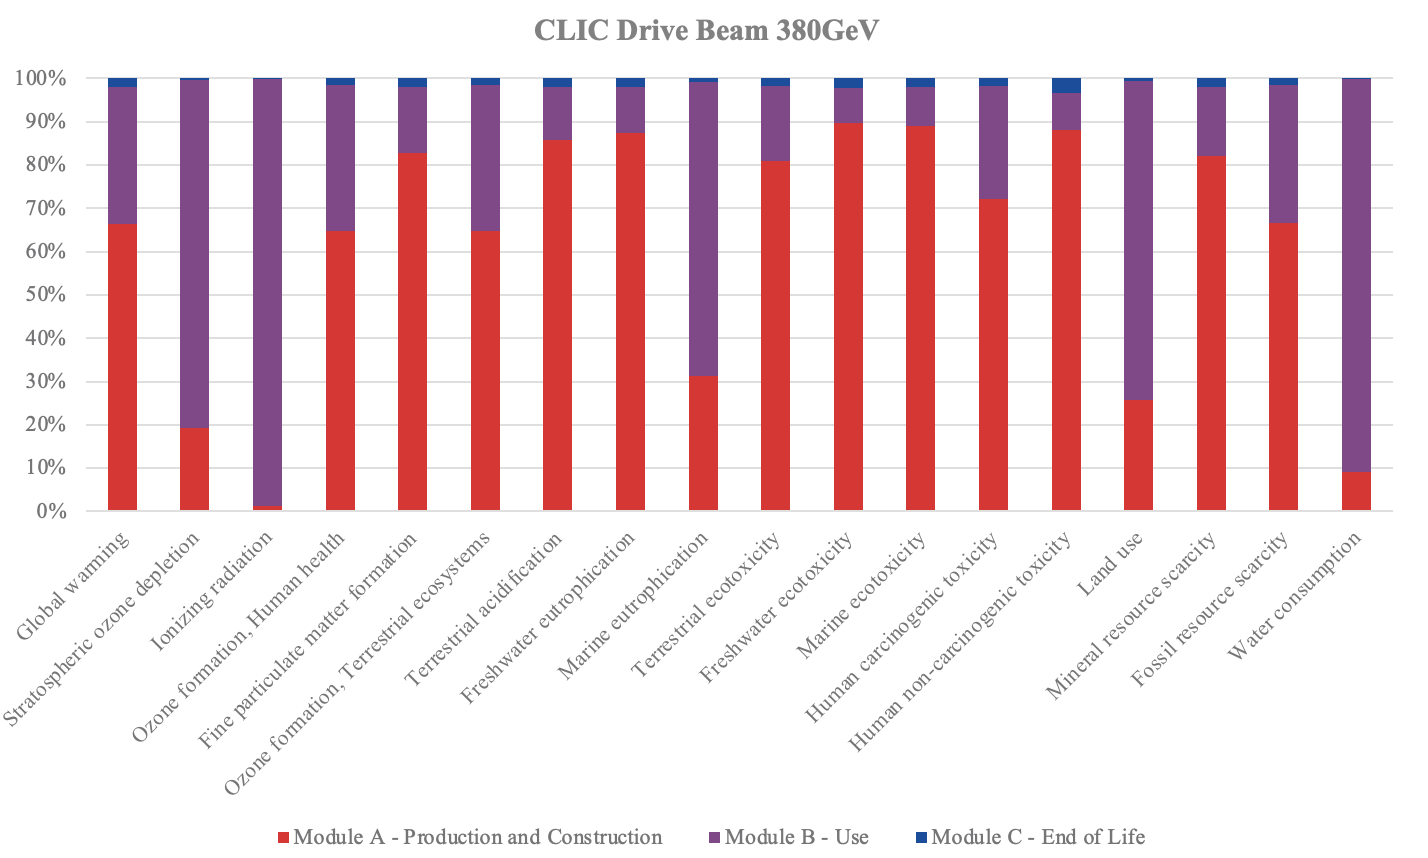 CLIC Drive Beam 380GeV
100%
90%
80%
70%
60%
50%
40%
30%
20%
10%
0%
Global warming
Stratospheric ozone depletion
Ionizing radiation
Ozone formation, Human health
Fine particulate matter formation
Ozone formation, Terrestrial ecosystems
Terrestrial acidification
Freshwater eutrophication
Marine eutrophication
Terrestrial ecotoxicity
Freshwater ecotoxicity
Marine ecotoxicity
Human carcinogenic toxicity
Human non-carcinogenic toxicity
Land use
Mineral resource scarcity
Fossil resource scarcity
Water consumption
Module A - Production and Construction
Module B - Use
Module C - End of Life